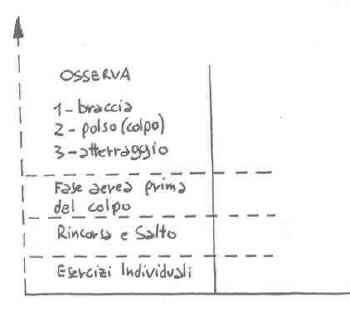 OSSERVA
1-braccia
2-polso (colpo)
3-atterraggio
Fase aerea prima
del colpo
Rincorsa e Salto
Esercizi Individuali